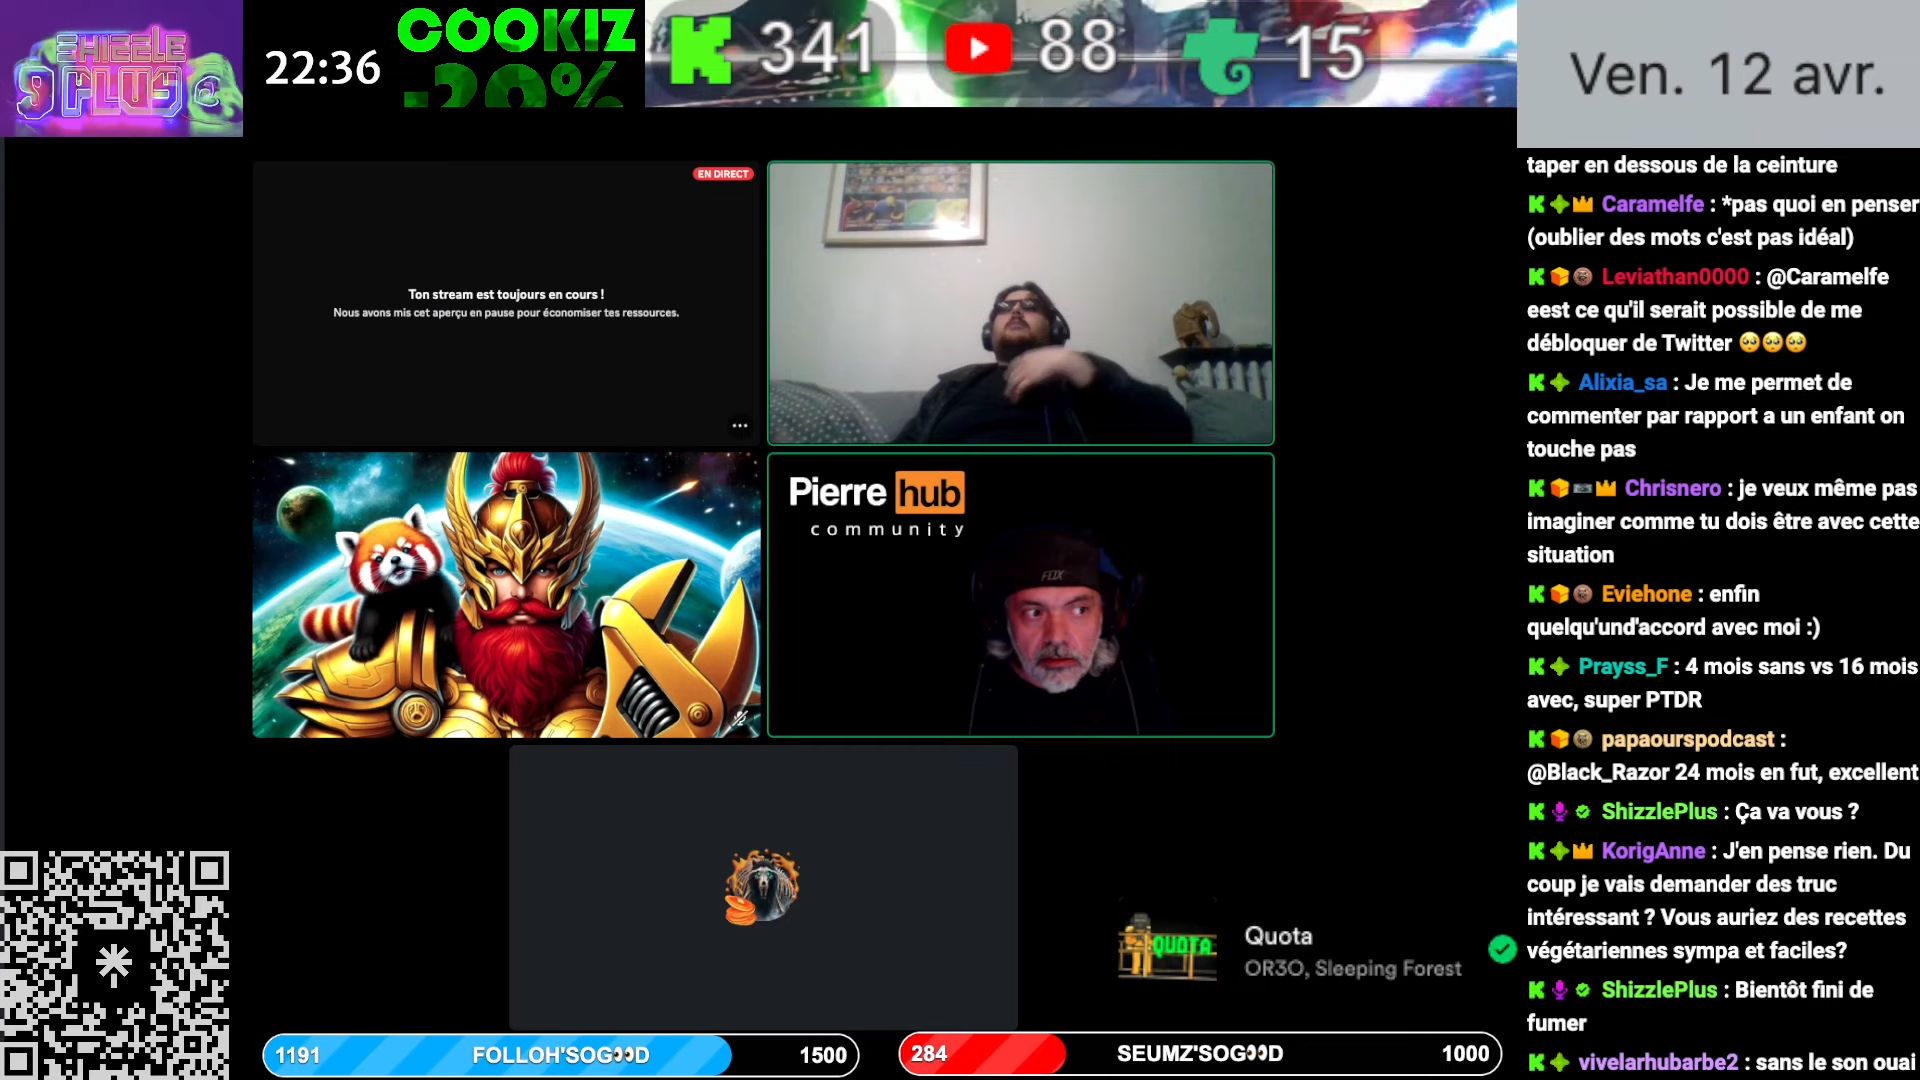 SHIZZLE
PLUS
22:36
COOKIZ
-20%
341
88
15
Ven. 12 avr.
EN DIRECT
Ton stream est toujours en cours !
Nous avons mis cet aperçu en pause pour économiser tes ressources.
Pierre hub
community
FOX
QUOTA
Quota
OR3O, Sleeping Forest
1191 FOLLOH'SOG👀D 1500
284 SEUMZ'SOG👀D 1000
taper en dessous de la ceinture
Caramelfe : *pas quoi en penser
(oublier des mots c'est pas idéal)
Leviathan0000 : @Caramelfe
eest ce qu'il serait possible de me
débloquer de Twitter 🥺🥺🥺
Alixia_sa : Je me permet de
commenter par rapport a un enfant on
touche pas
Chrisnero : je veux même pas
imaginer comme tu dois être avec cette
situation
Eviehone : enfin
quelqu'und'accord avec moi :)
Prayss_F : 4 mois sans vs 16 mois
avec, super PTDR
papaourspodcast :
@Black_Razor 24 mois en fut, excellent
ShizzlePlus : Ça va vous ?
KorigAnne : J'en pense rien. Du
coup je vais demander des truc
intéressant ? Vous auriez des recettes
végétariennes sympa et faciles?
ShizzlePlus : Bientôt fini de
fumer
vivelarhubarbe2 : sans le son ouai